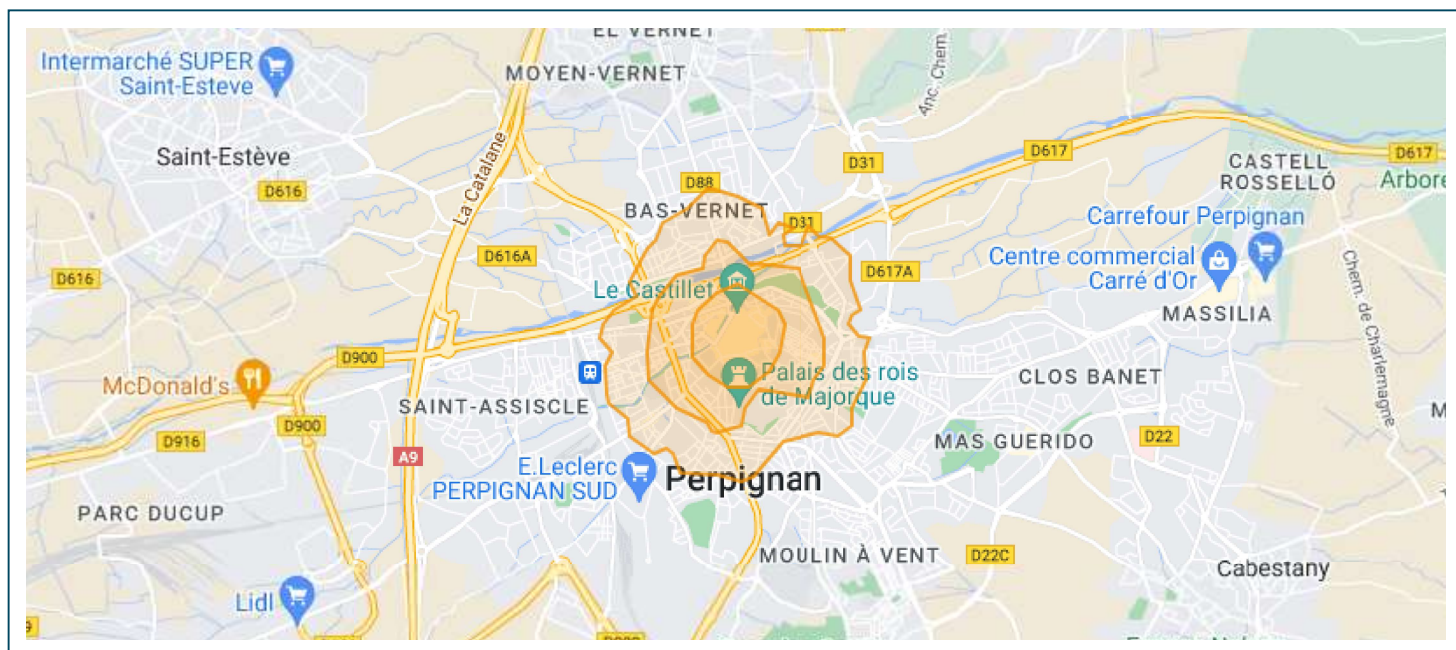 EL VERNET
Intermarché SUPER
Saint-Esteve
MOYEN-VERNET
Anc. Chem.
La Catalane
Saint-Estève
D616
D88
D31
D617
D617
CASTELL
ROSSELLÓ
Arbore
BAS-VERNET
D31
Carrefour Perpignan
D616A
D616
Le Castillet
D617A
Centre commercial
Carré d'Or
MASSILIA
Chem. de Charlemagne
D900
McDonald's
Palais des rois
de Majorque
CLOS BANET
SAINT-ASSISCLE
D900
D916
A9
MAS GUERIDO
D22
M
E.Leclerc
PERPIGNAN SUD
Perpignan
PARC DUCUP
MOULIN À VENT
D22C
Cabestany
Lidl